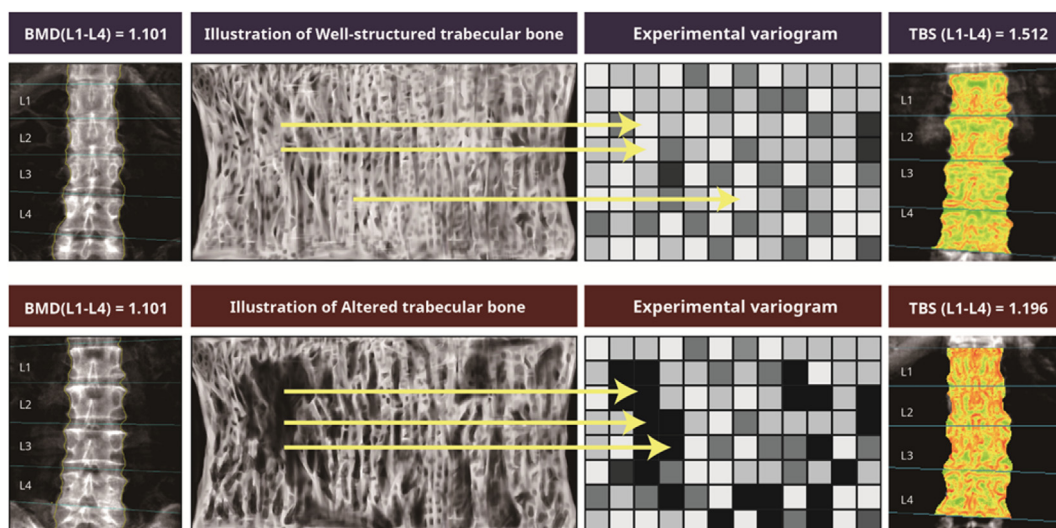 BMD(L1-L4) = 1.101
Illustration of Well-structured trabecular bone
Experimental variogram
TBS (L1-L4) = 1.512
L1
L2
L3
L4
L1
L2
L3
L4
BMD(L1-L4) = 1.101
Illustration of Altered trabecular bone
Experimental variogram
TBS (L1-L4) = 1.196
L1
L2
L3
L4
L1
L2
L3
L4